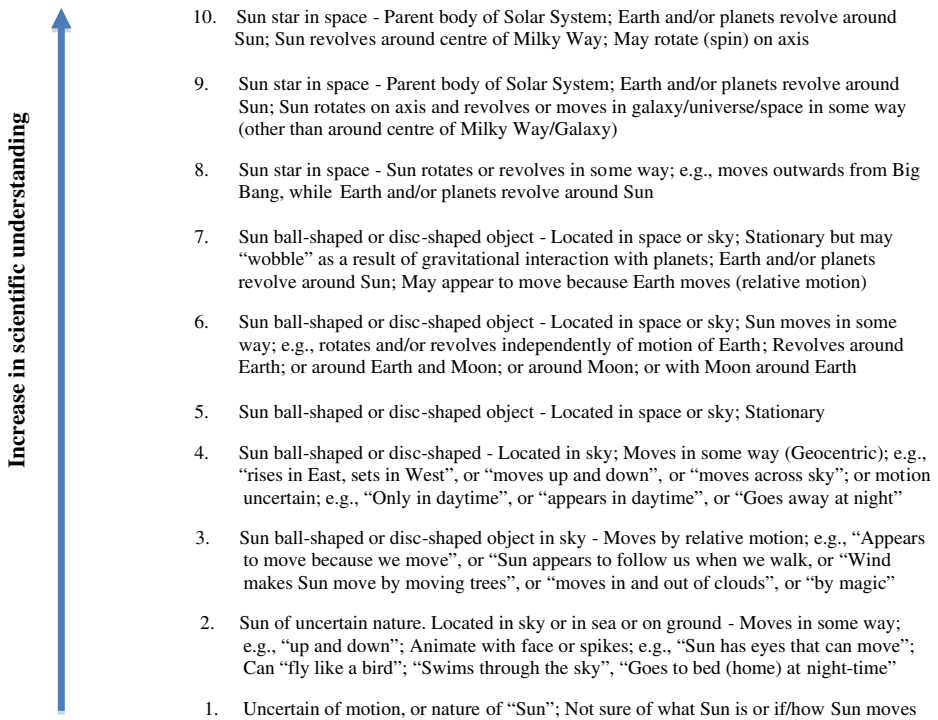 Increase in scientific understanding
10. Sun star in space - Parent body of Solar System; Earth and/or planets revolve around
Sun; Sun revolves around centre of Milky Way; May rotate (spin) on axis
9. Sun star in space - Parent body of Solar System; Earth and/or planets revolve around
Sun; Sun rotates on axis and revolves or moves in galaxy/universe/space in some way
(other than around centre of Milky Way/Galaxy)
8. Sun star in space - Sun rotates or revolves in some way; e.g., moves outwards from Big
Bang, while Earth and/or planets revolve around Sun
7. Sun ball-shaped or disc-shaped object - Located in space or sky; Stationary but may
“wobble” as a result of gravitational interaction with planets; Earth and/or planets
revolve around Sun; May appear to move because Earth moves (relative motion)
6. Sun ball-shaped or disc-shaped object - Located in space or sky; Sun moves in some
way; e.g., rotates and/or revolves independently of motion of Earth; Revolves around
Earth; or around Earth and Moon; or around Moon; or with Moon around Earth
5. Sun ball-shaped or disc-shaped object - Located in space or sky; Stationary
4. Sun ball-shaped or disc-shaped - Located in sky; Moves in some way (Geocentric); e.g.,
“rises in East, sets in West”, or “moves up and down”, or “moves across sky”; or motion
uncertain; e.g., “Only in daytime”, or “appears in daytime”, or “Goes away at night”
3. Sun ball-shaped or disc-shaped object in sky - Moves by relative motion; e.g., “Appears
to move because we move”, or “Sun appears to follow us when we walk, or “Wind
makes Sun move by moving trees”, or “moves in and out of clouds”, or “by magic”
2. Sun of uncertain nature. Located in sky or in sea or on ground - Moves in some way;
e.g., “up and down”; Animate with face or spikes; e.g., “Sun has eyes that can move”;
Can “fly like a bird”; “Swims through the sky”, “Goes to bed (home) at night-time”
1. Uncertain of motion, or nature of “Sun”; Not sure of what Sun is or if/how Sun moves